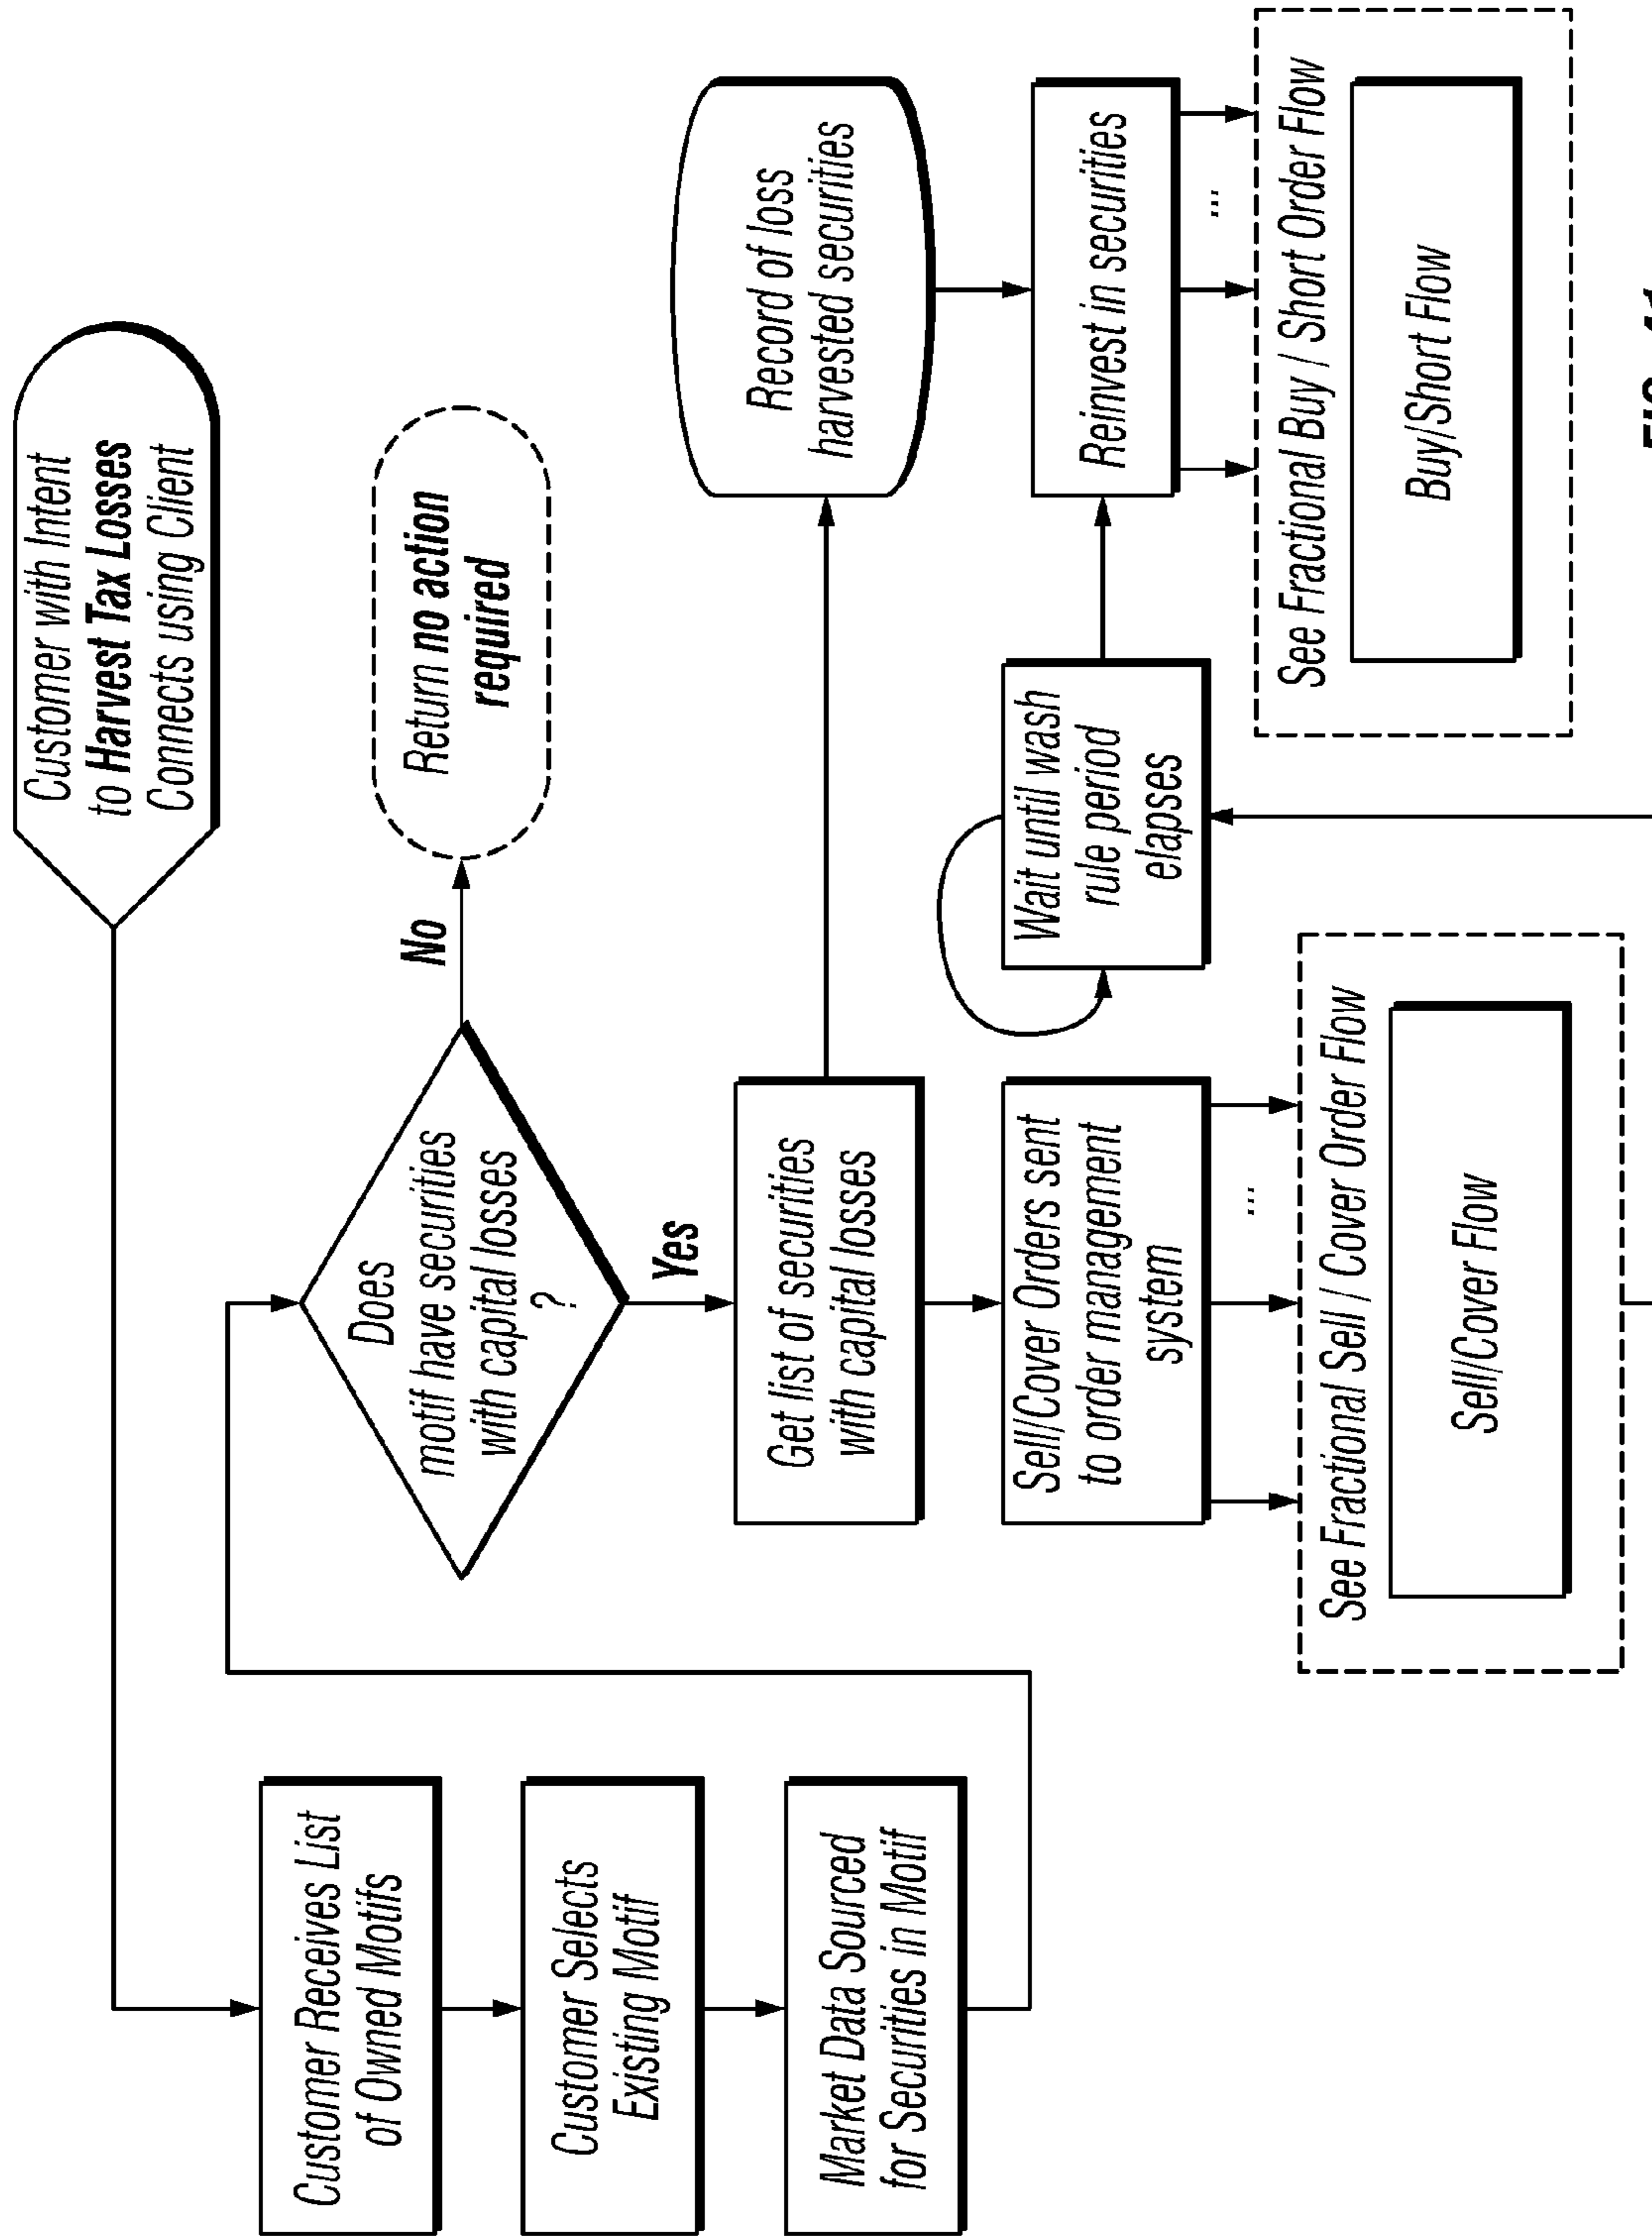 Customer with Intent
to Harvest Tax Losses
Connects using Client
Customer Receives List
of Owned Motifs
Customer Selects
Existing Motif
Market Data Sourced
for Securities in Motif
Does
motif have securities
with capital losses
?
No
Return no action
required
Yes
Get list of securities
with capital losses
Record of loss
harvested securities
Sell/Cover Orders sent
to order management
system
...
See Fractional Sell / Cover Order Flow
Sell/Cover Flow
Wait until wash
rule period
elapses
Reinvest in securities
...
See Fractional Buy / Short Order Flow
Buy/Short Flow